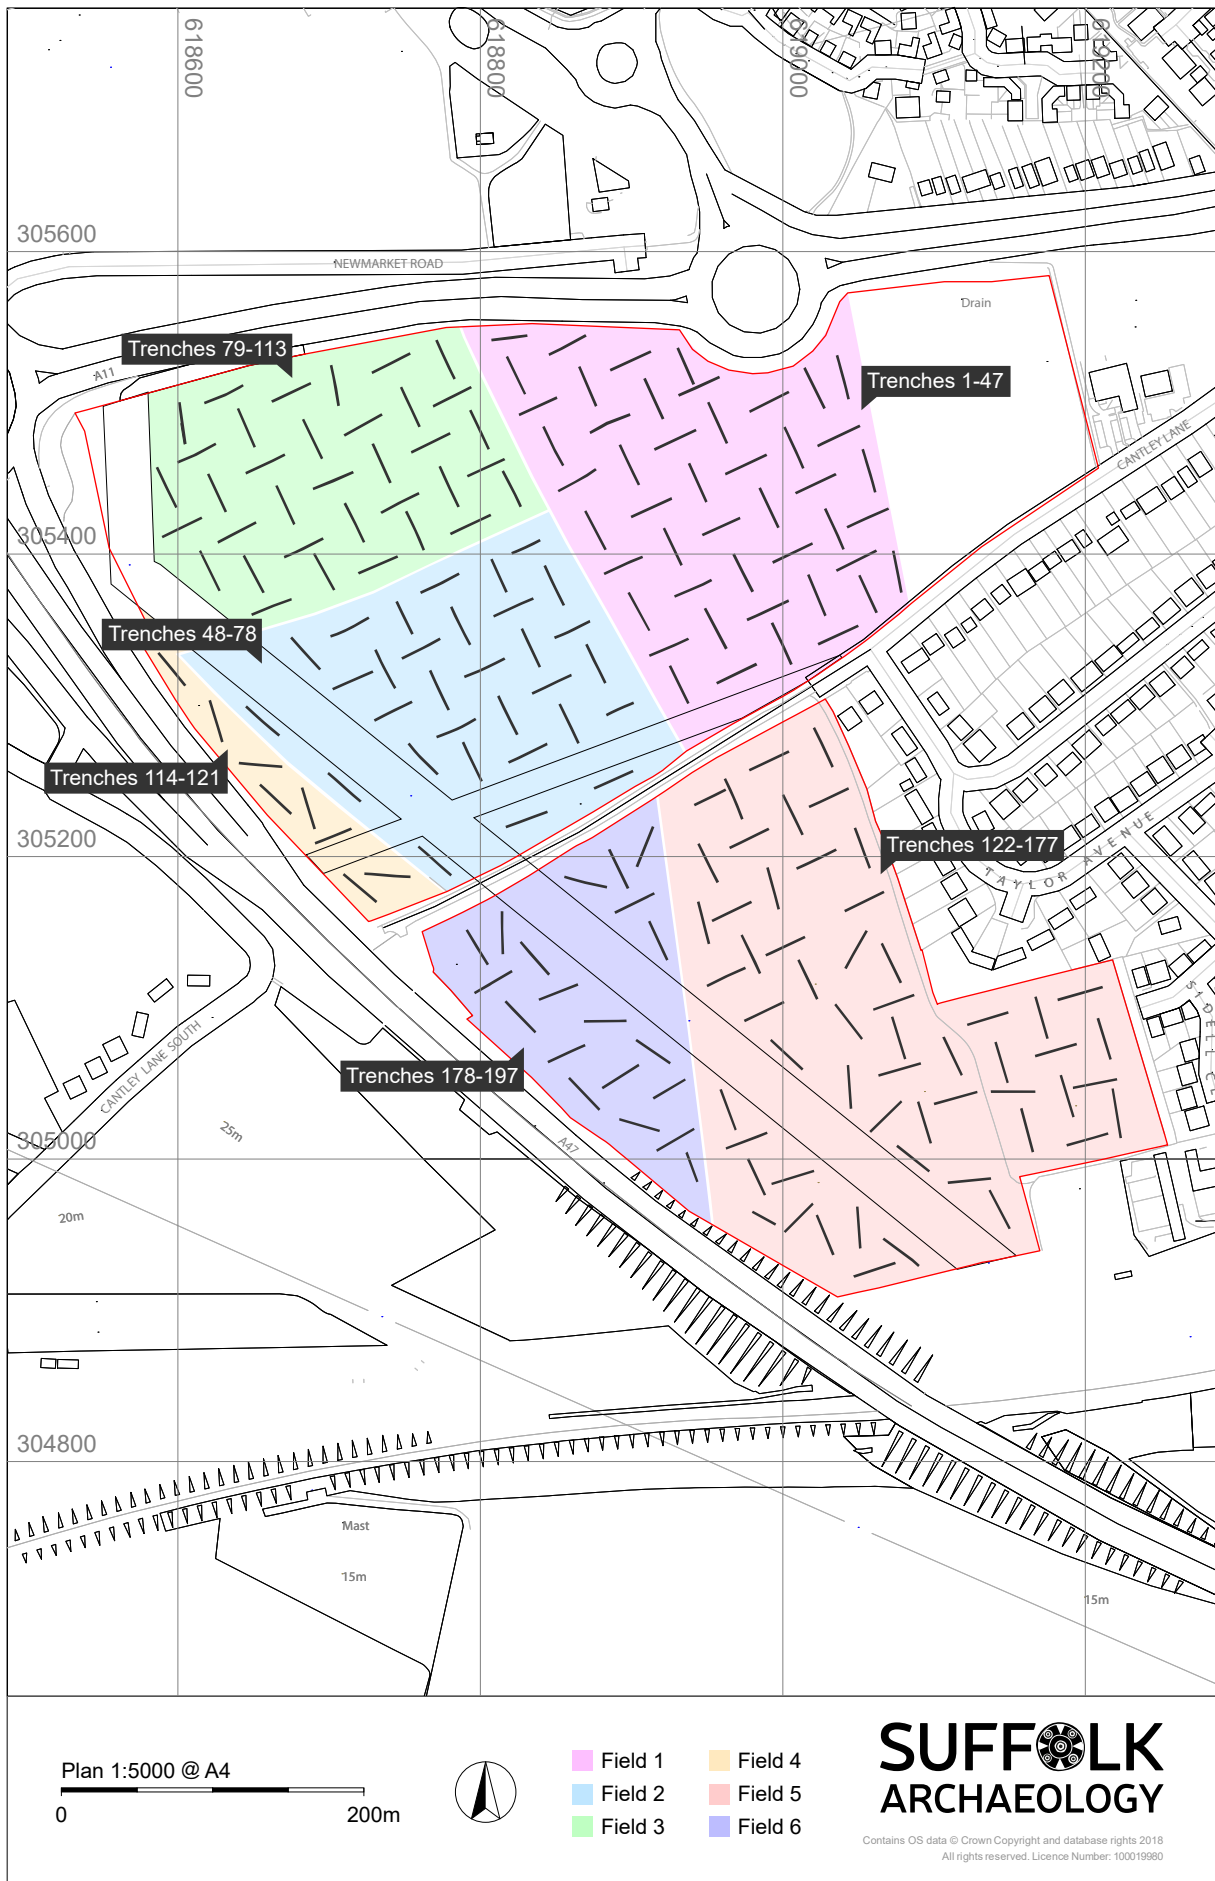 618600
618800
619000
619200
305600
NEWMARKET ROAD
Drain
Trenches 79-113
A11
Trenches 1-47
CANTLEY LANE
305400
Trenches 48-78
Trenches 114-121
305200
Trenches 122-177
TAYLOR AVENUE
SIDELL CL
Trenches 178-197
CANTLEY LANE SOUTH
25m
A47
305000
20m
304800
Mast
15m
15m
Plan 1:5000 @ A4
0 200m
Field 1
Field 2
Field 3
Field 4
Field 5
Field 6
SUFFOLK
ARCHAEOLOGY
Contains OS data © Crown Copyright and database rights 2018
All rights reserved. Licence Number: 100019980